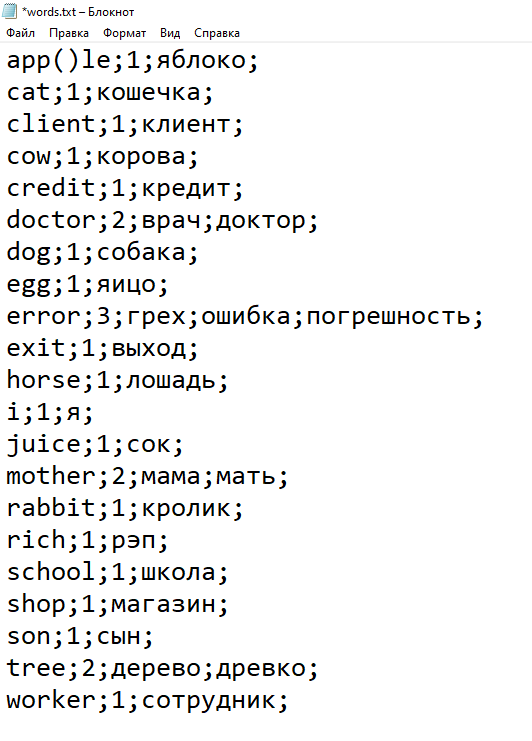 *words.txt – Блокнот
Файл Правка Формат Вид Справка
app()le;1;яблоко;
cat;1;кошечка;
client;1;клиент;
cow;1;корова;
credit;1;кредит;
doctor;2;врач;доктор;
dog;1;собака;
egg;1;яицо;
error;3;грех;ошибка;погрешность;
exit;1;выход;
horse;1;лошадь;
i;1;я;
juice;1;сок;
mother;2;мама;мать;
rabbit;1;кролик;
rich;1;рэп;
school;1;школа;
shop;1;магазин;
son;1;сын;
tree;2;дерево;древко;
worker;1;сотрудник;